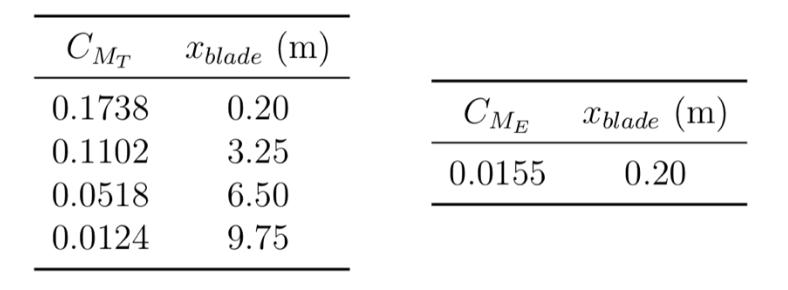 C_{M_T} x_{blade} (m)
0.1738 0.20
0.1102 3.25
0.0518 6.50
0.0124 9.75
C_{M_E} x_{blade} (m)
0.0155 0.20